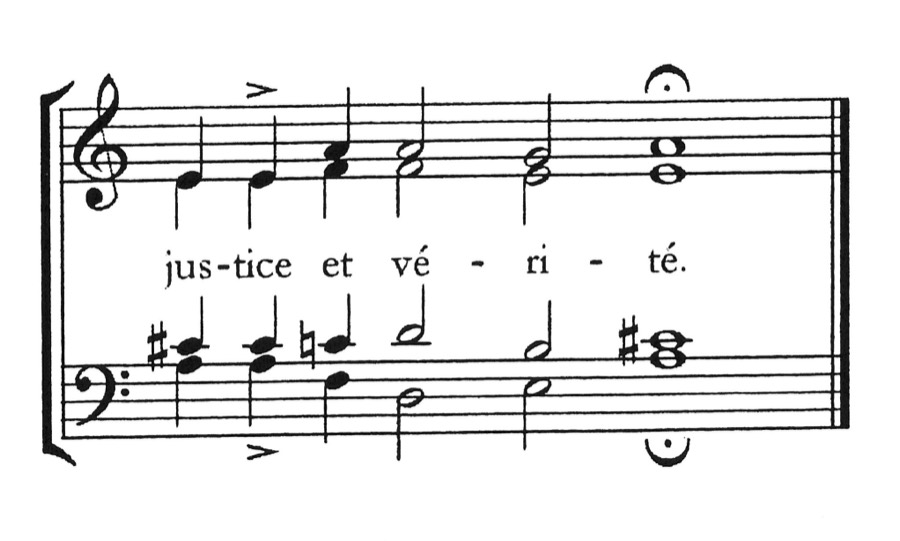 jus-tice et vé - ri - té.